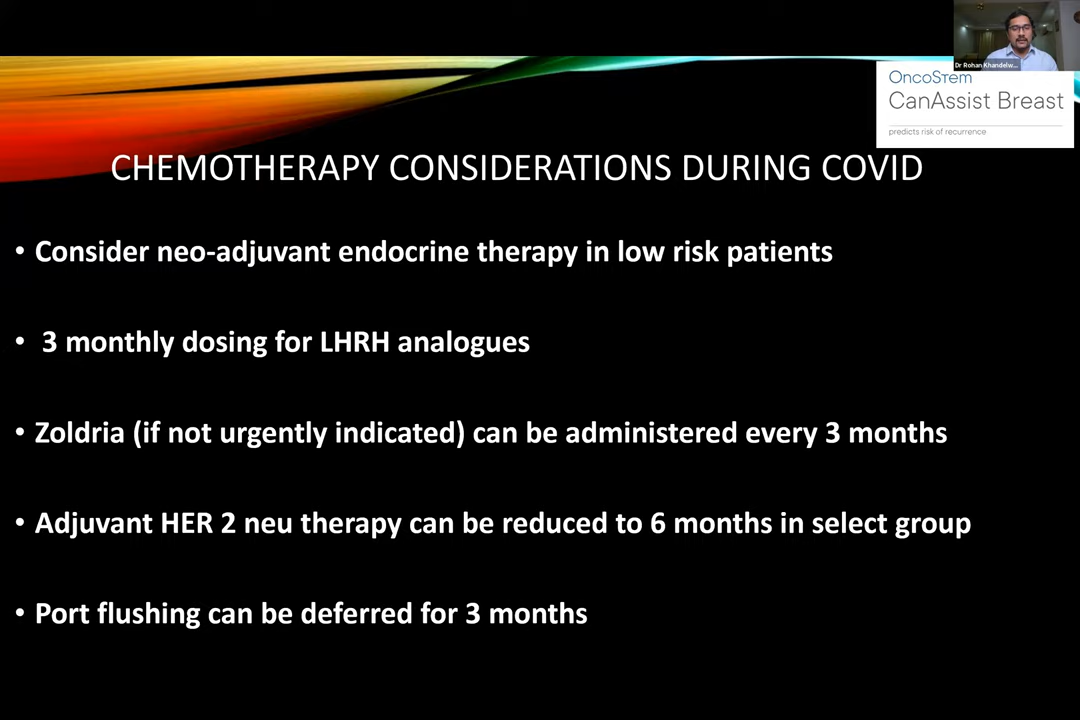 Dr Rohan Khandelw...
OncoStem
CanAssist Breast
predicts risk of recurrence
CHEMOTHERAPY CONSIDERATIONS DURING COVID
• Consider neo-adjuvant endocrine therapy in low risk patients
• 3 monthly dosing for LHRH analogues
• Zoldria (if not urgently indicated) can be administered every 3 months
• Adjuvant HER 2 neu therapy can be reduced to 6 months in select group
• Port flushing can be deferred for 3 months